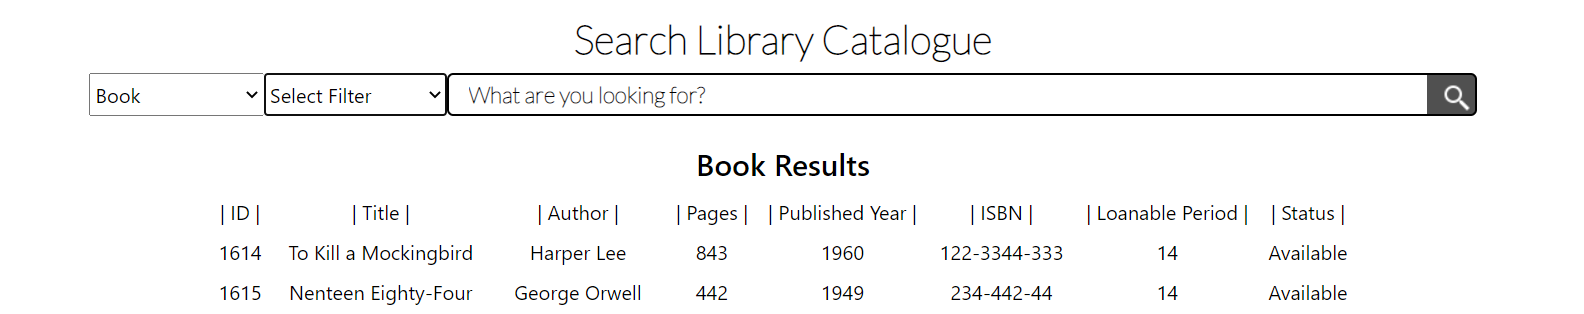 Search Library Catalogue
Book Select Filter What are you looking for?
Book Results
| ID | | Title | | Author | | Pages | | Published Year | | ISBN | | Loanable Period | | Status |
1614 To Kill a Mockingbird Harper Lee 843 1960 122-3344-333 14 Available
1615 Nenteen Eighty-Four George Orwell 442 1949 234-442-44 14 Available